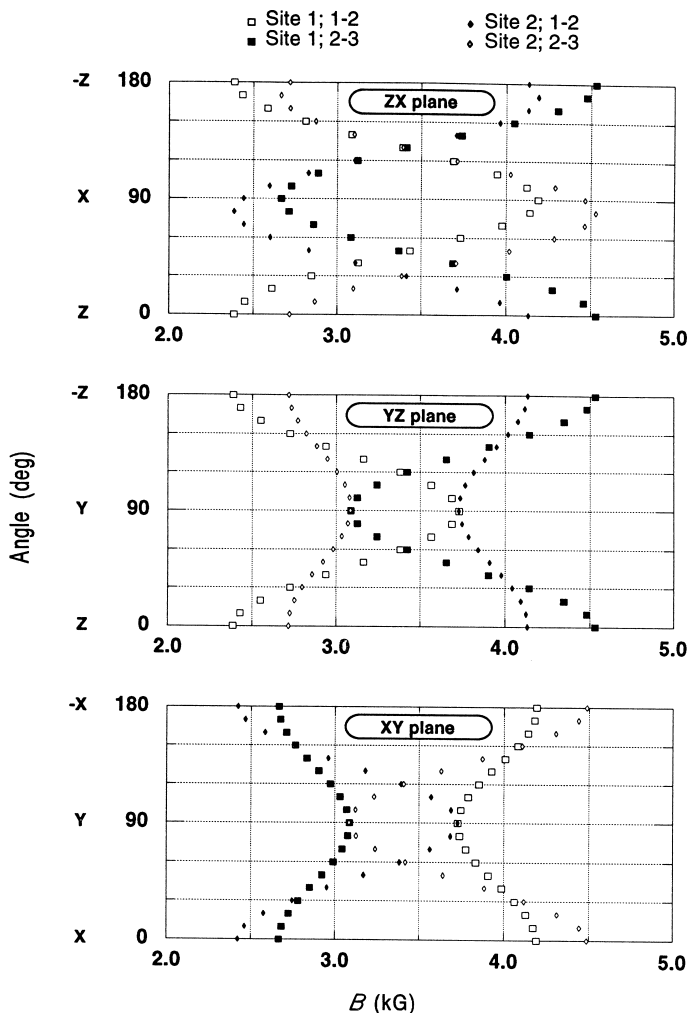 Site 1; 1-2 Site 2; 1-2
Site 1; 2-3 Site 2; 2-3
-Z 180
ZX plane
X 90
Z 0
2.0 3.0 4.0 5.0
-Z 180
YZ plane
Y 90
Z 0
2.0 3.0 4.0 5.0
-X 180
XY plane
Y 90
X 0
2.0 3.0 4.0 5.0
Angle (deg)
B (kG)